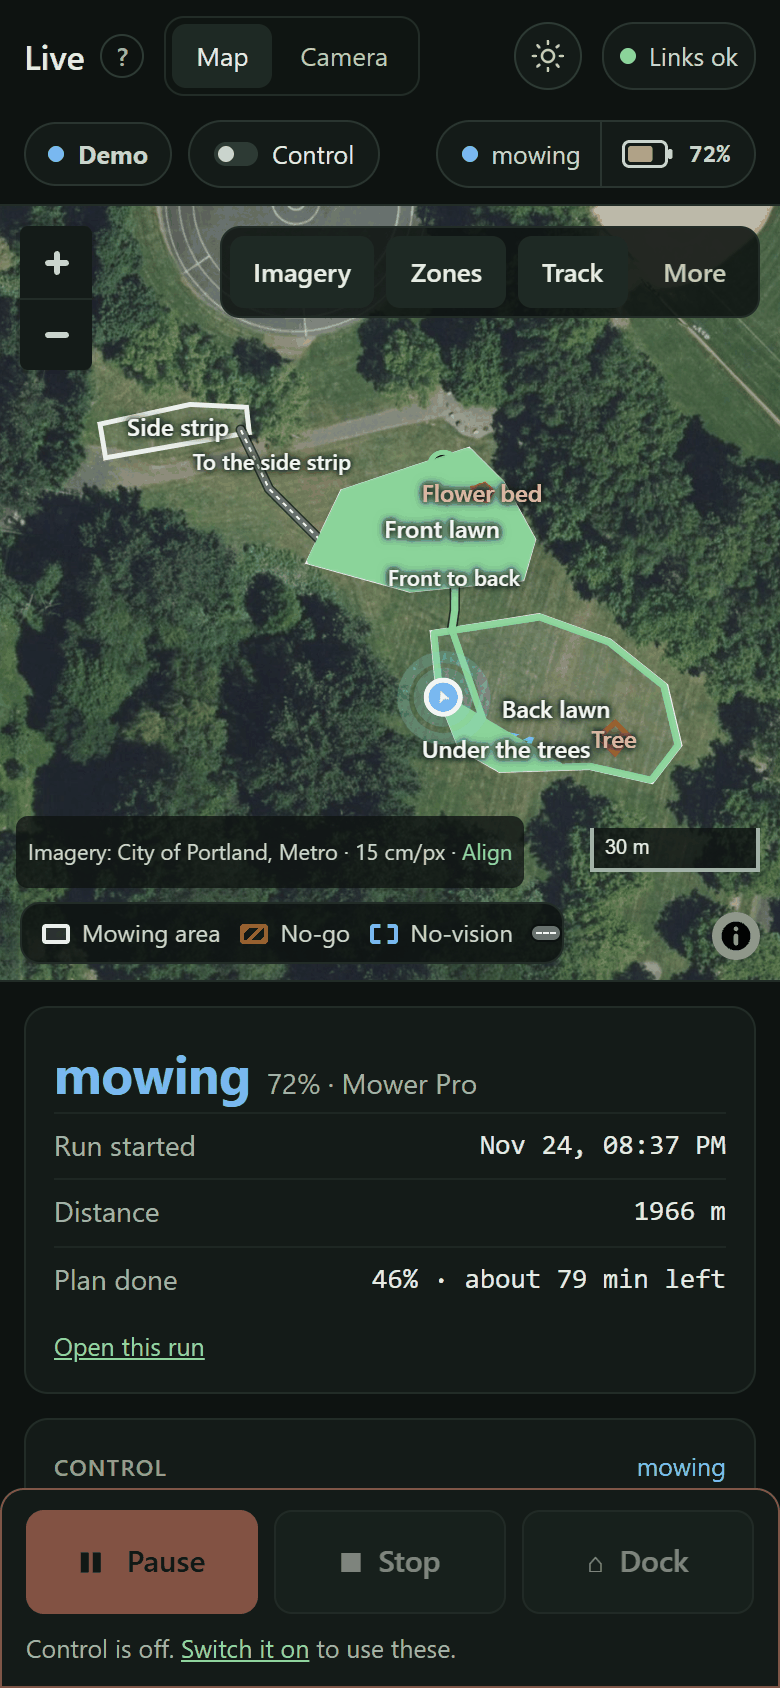 Live ? Map Camera Links ok
Demo Control mowing 72%
+ Imagery Zones Track More
−
Side strip
To the side strip
Flower bed
Front lawn
Front to back
Back lawn
Tree
Under the trees
Imagery: City of Portland, Metro · 15 cm/px · Align
30 m
Mowing area No-go No-vision
mowing 72% · Mower Pro
Run started Nov 24, 08:37 PM
Distance 1966 m
Plan done 46% · about 79 min left
Open this run
CONTROL mowing
Pause Stop Dock
Control is off. Switch it on to use these.